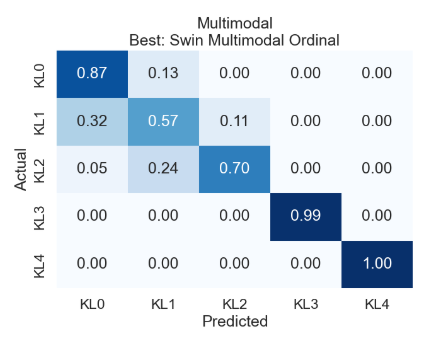 Multimodal
Best: Swin Multimodal Ordinal
Actual
KL0 0.87 0.13 0.00 0.00 0.00
KL1 0.32 0.57 0.11 0.00 0.00
KL2 0.05 0.24 0.70 0.00 0.00
KL3 0.00 0.00 0.00 0.99 0.00
KL4 0.00 0.00 0.00 0.00 1.00
KL0 KL1 KL2 KL3 KL4
Predicted